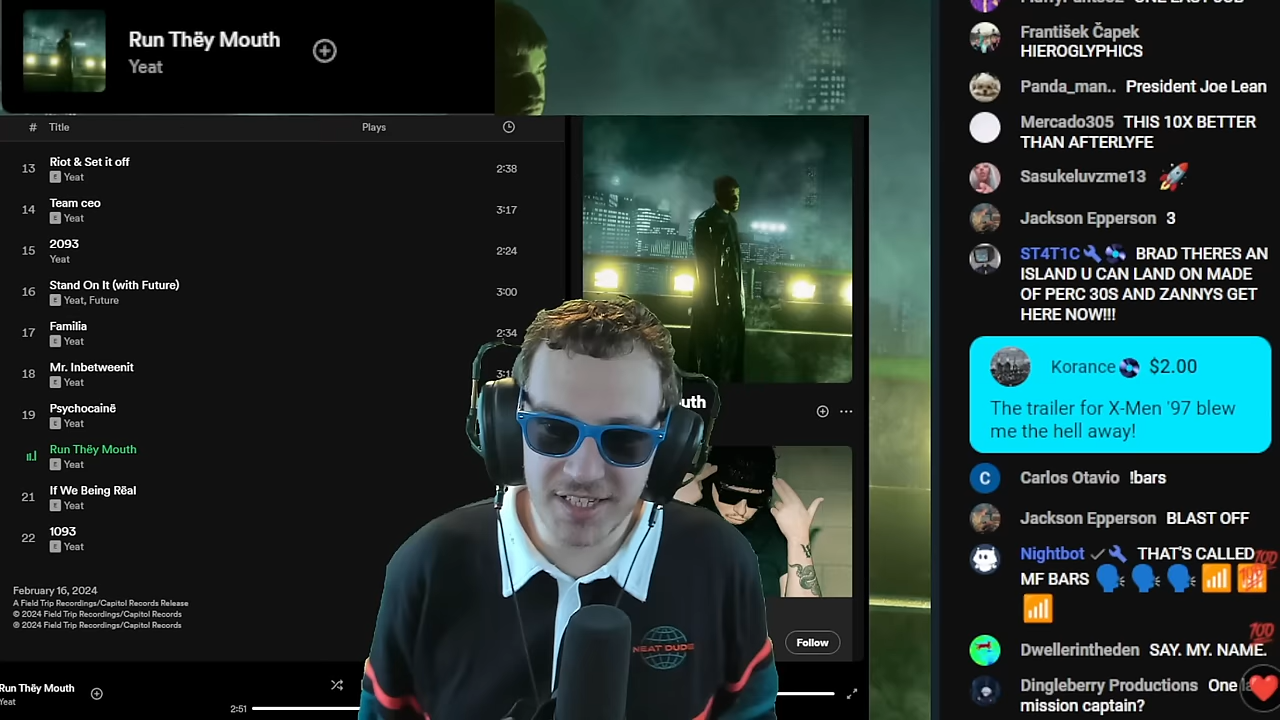 Run Thëy Mouth
Yeat
# Title Plays
13 Riot & Set it off 2:38
E Yeat
14 Team ceo 3:17
E Yeat
15 2093 2:24
Yeat
16 Stand On It (with Future) 3:00
E Yeat, Future
17 Familia 2:34
E Yeat
18 Mr. Inbetweenit
E Yeat
19 Psychocainë
E Yeat
Run Thëy Mouth
E Yeat
21 If We Being Rëal
E Yeat
22 1093
E Yeat
February 16, 2024
A Field Trip Recordings/Capitol Records Release
© 2024 Field Trip Recordings/Capitol Records
℗ 2024 Field Trip Recordings/Capitol Records
Run Thëy Mouth
Yeat
2:51
uth
Follow
NEAT DUDE
František Čapek
HIEROGLYPHICS
Panda_man.. President Joe Lean
Mercado305 THIS 10X BETTER
THAN AFTERLYFE
Sasukeluvzme13 🚀
Jackson Epperson 3
ST4T1C BRAD THERES AN
ISLAND U CAN LAND ON MADE
OF PERC 30S AND ZANNYS GET
HERE NOW!!!
Korance $2.00
The trailer for X-Men '97 blew
me the hell away!
C Carlos Otavio !bars
Jackson Epperson BLAST OFF
Nightbot THAT'S CALLED
MF BARS 🗣️🗣️🗣️📶💯
📶
Dwellerintheden SAY. MY. NAME.
Dingleberry Productions One
mission captain?